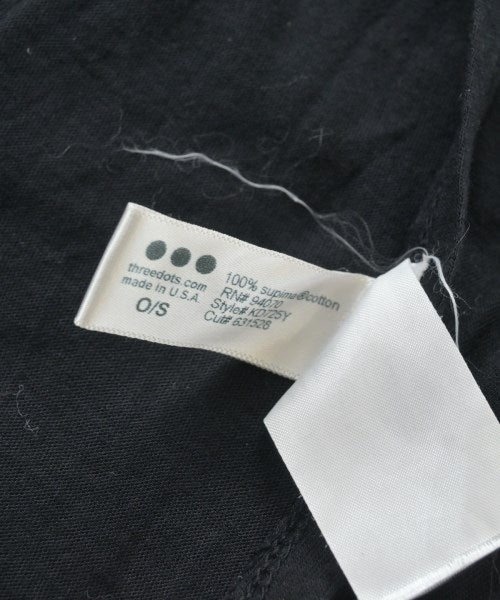 threedots.com
made in U.S.A.
O/S
100% supima®cotton
RN# 94070
Style# KD725Y
Cut# 631528